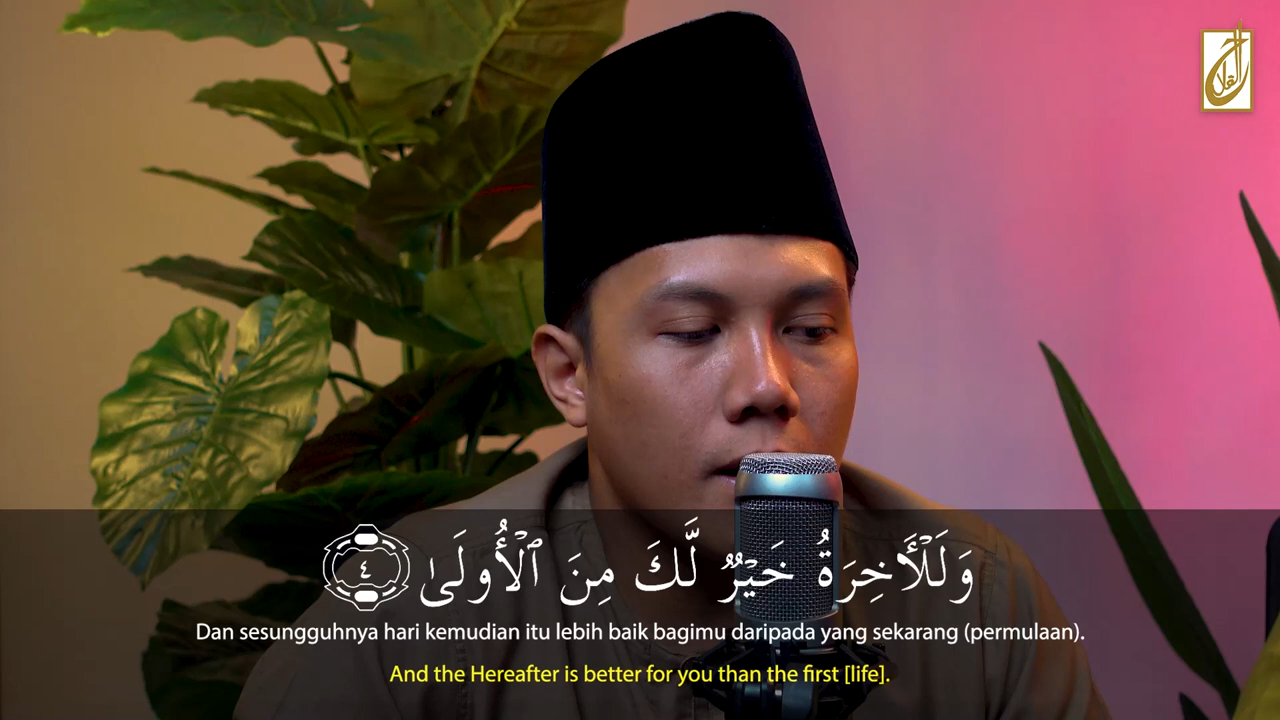 الفلاح
وَلَلْأَخِرَةُ خَيْرٌ لَّكَ مِنَ ٱلْأُولَىٰ ٤
Dan sesungguhnya hari kemudian itu lebih baik bagimu daripada yang sekarang (permulaan).
And the Hereafter is better for you than the first [life].